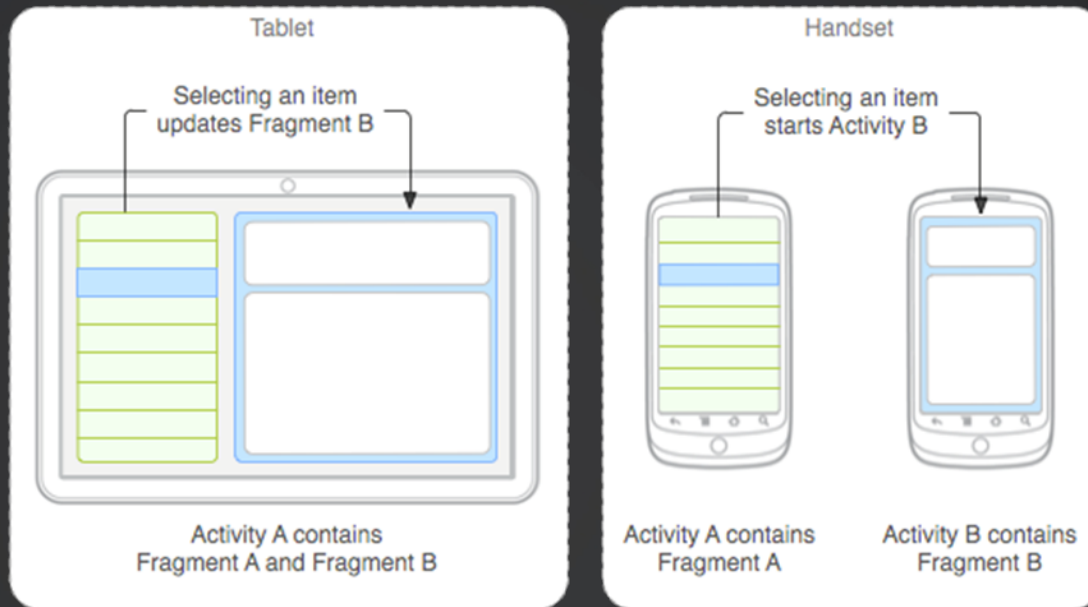 Tablet
Selecting an item
updates Fragment B
Activity A contains
Fragment A and Fragment B
Handset
Selecting an item
starts Activity B
Activity A contains
Fragment A
Activity B contains
Fragment B